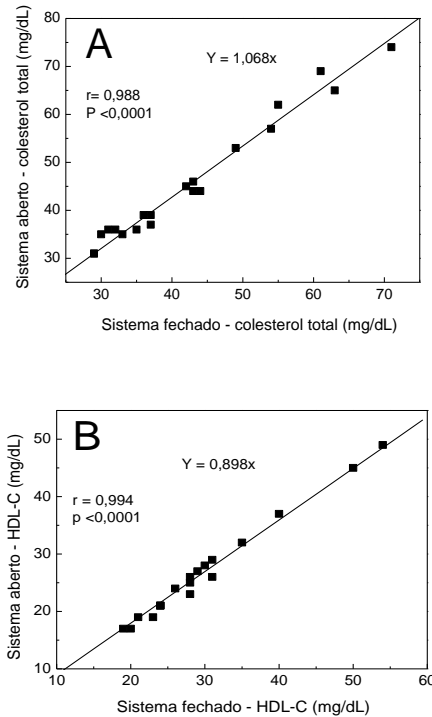 A
Y = 1,068x
r= 0,988
P <0,0001
Sistema aberto - colesterol total (mg/dL)
80
70
60
50
40
30
30
40
50
60
70
Sistema fechado - colesterol total (mg/dL)
B
Y = 0,898x
r = 0,994
p <0,0001
Sistema aberto - HDL-C (mg/dL)
50
40
30
20
10
10
20
30
40
50
60
Sistema fechado - HDL-C (mg/dL)